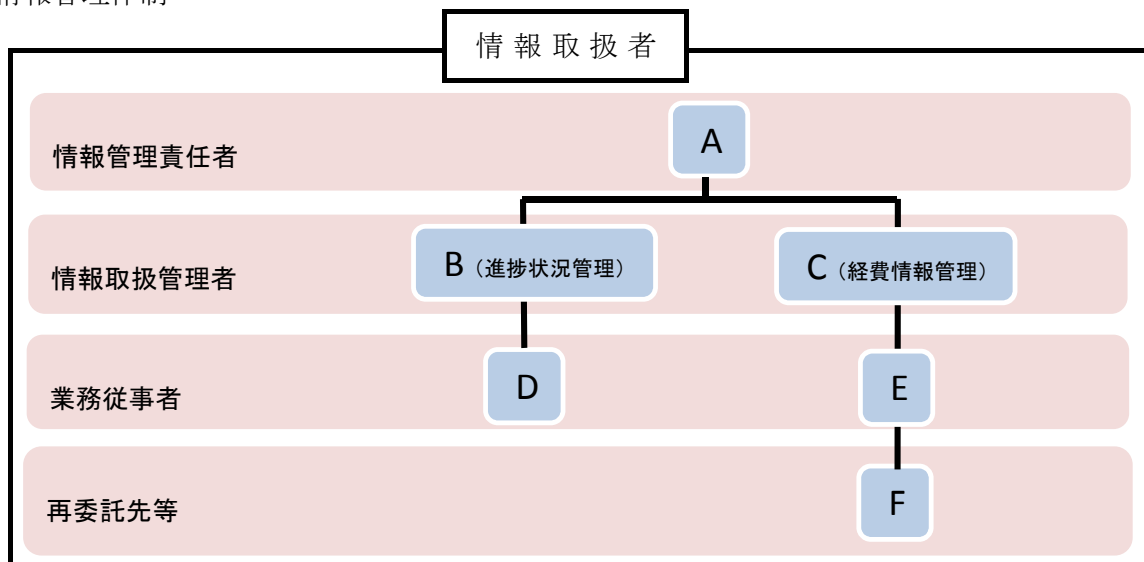 情報取扱者
情報管理責任者
A
情報取扱管理者
B（進捗状況管理）
C（経費情報管理）
業務従事者
D
E
再委託先等
F